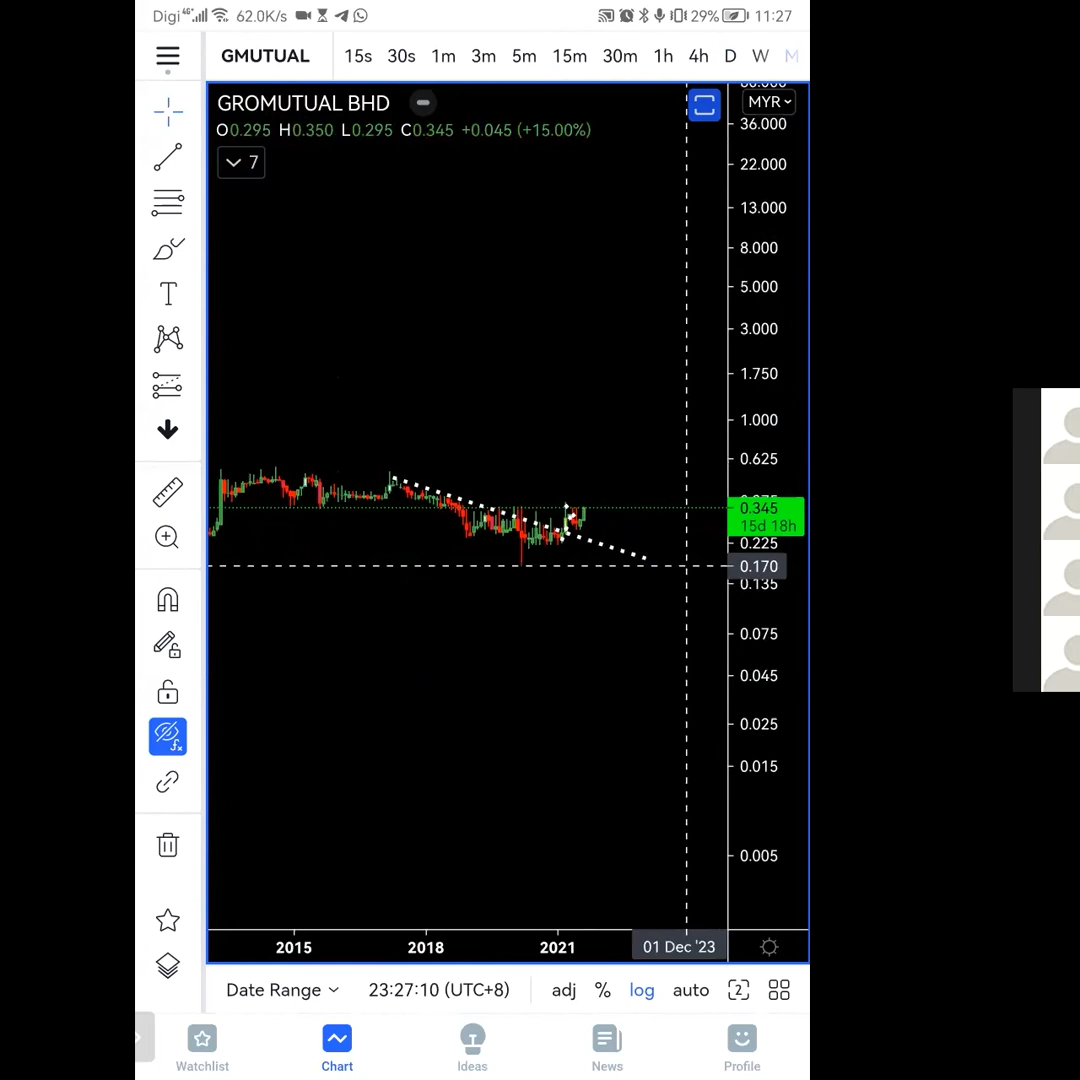 Digi 4G 62.0K/s 29% 11:27
GMUTUAL 15s 30s 1m 3m 5m 15m 30m 1h 4h D W M
GROMUTUAL BHD
MYR
O0.295 H0.350 L0.295 C0.345 +0.045 (+15.00%)
7
36.000
22.000
13.000
8.000
5.000
3.000
1.750
1.000
0.625
0.345
15d 18h
0.225
0.170
0.135
0.075
0.045
0.025
0.015
0.005
2015 2018 2021 01 Dec '23
Date Range 23:27:10 (UTC+8) adj % log auto 2
Watchlist Chart Ideas News Profile